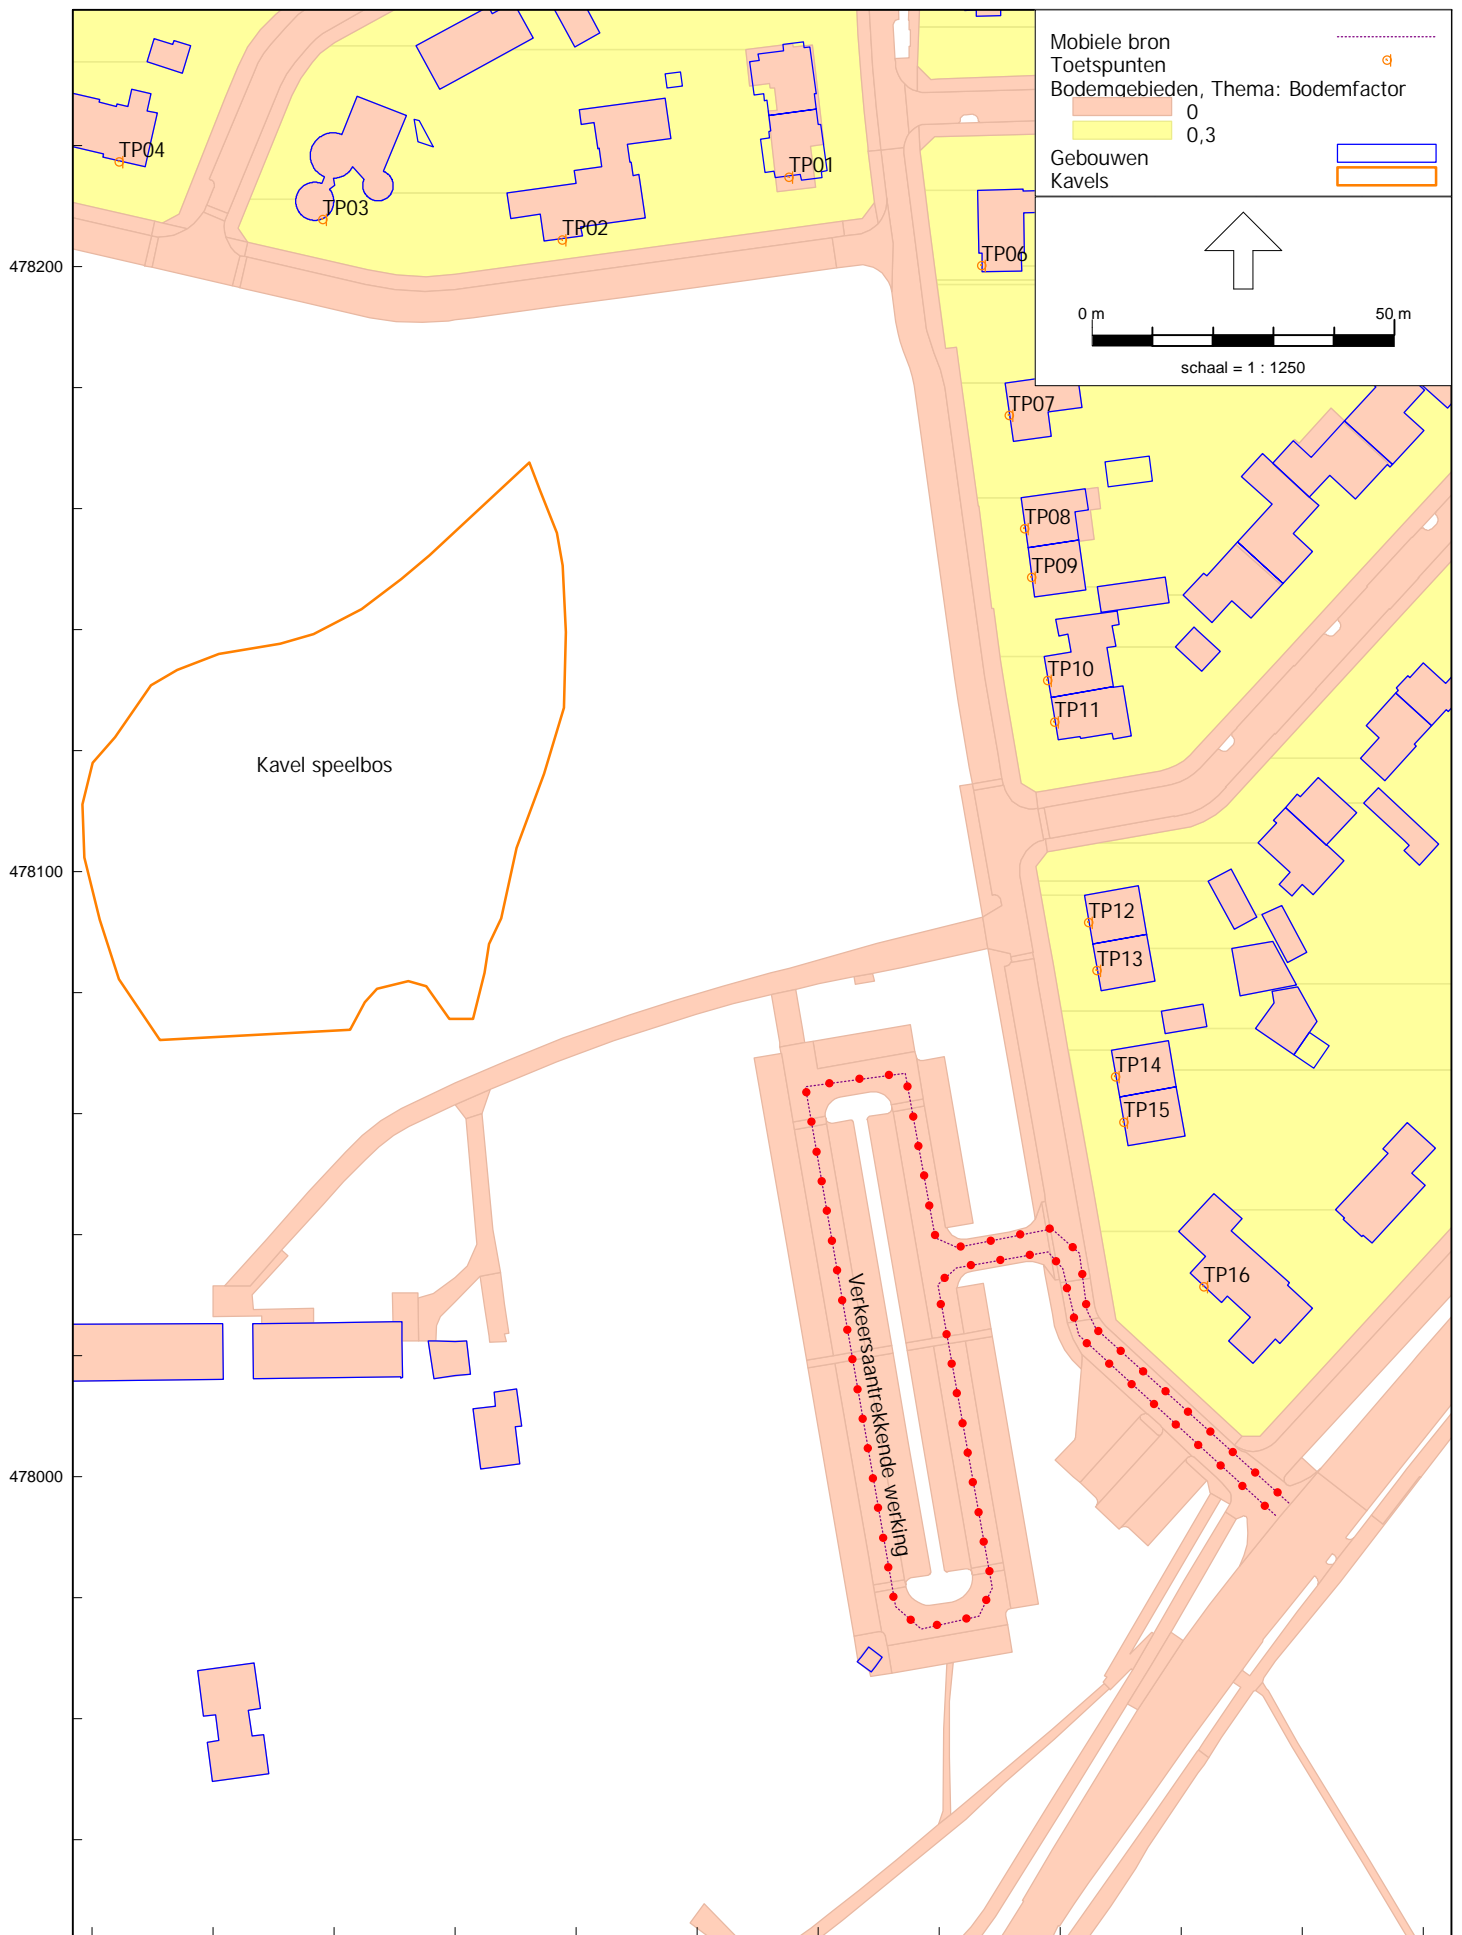 Mobiele bron
Toetspunten
Bodemgebieden, Thema: Bodemfactor
0
0,3
Gebouwen
Kavels
0 m
50 m
schaal = 1 : 1250
TP04
TP03
TP02
TP01
TP06
478200
TP07
TP08
TP09
TP10
TP11
Kavel speelbos
478100
TP12
TP13
TP14
TP15
TP16
Verkeersaantrekkende werking
478000